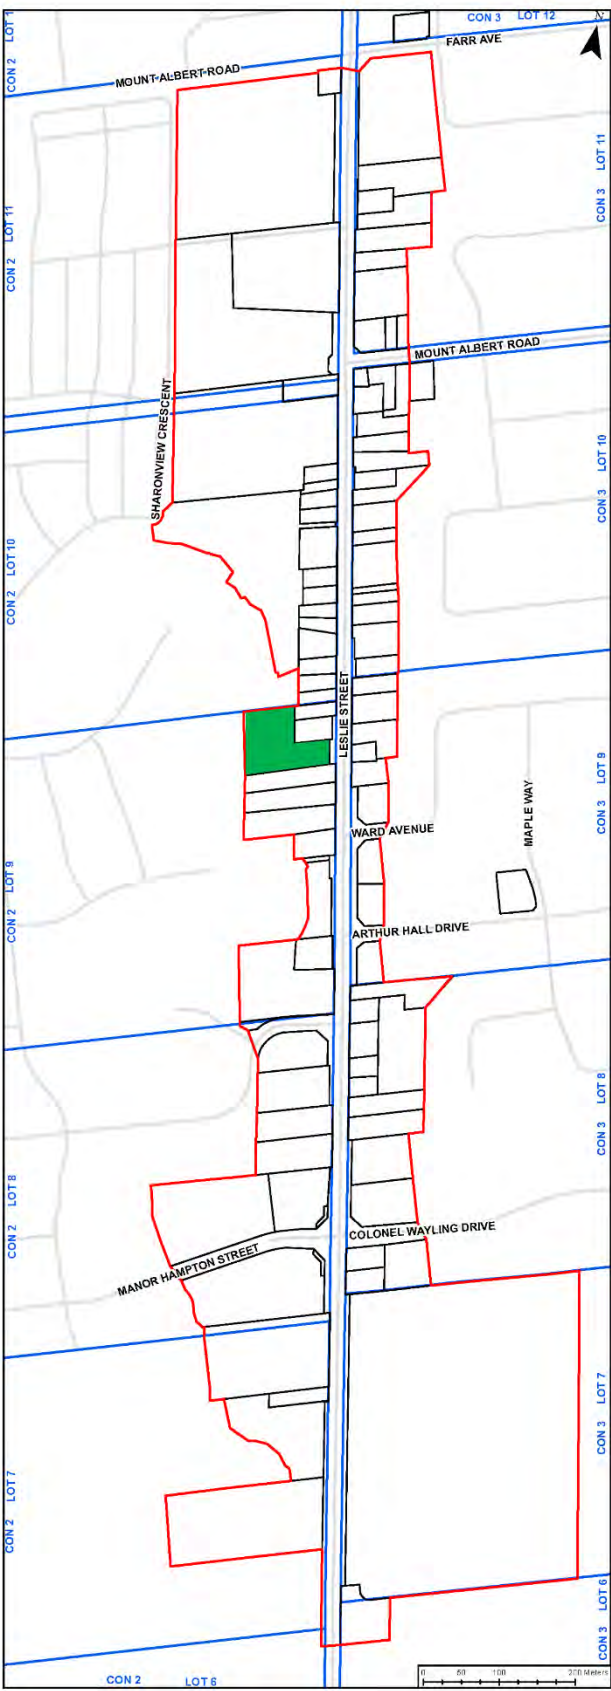 CON 3 LOT 12
N
CON 2 LOT 1
FARR AVE
MOUNT ALBERT ROAD
CON 3 LOT 11
CON 2 LOT 11
MOUNT ALBERT ROAD
SHARONVIEW CRESCENT
CON 3 LOT 10
CON 2 LOT 10
LESLIE STREET
CON 3 LOT 9
MAPLE WAY
WARD AVENUE
CON 2 LOT 9
ARTHUR HALL DRIVE
CON 3 LOT 8
CON 2 LOT 8
COLONEL WAYLING DRIVE
MANOR HAMPTON STREET
CON 3 LOT 7
CON 2 LOT 7
CON 3 LOT 6
CON 2 LOT 6
0 50 100 200 Meters